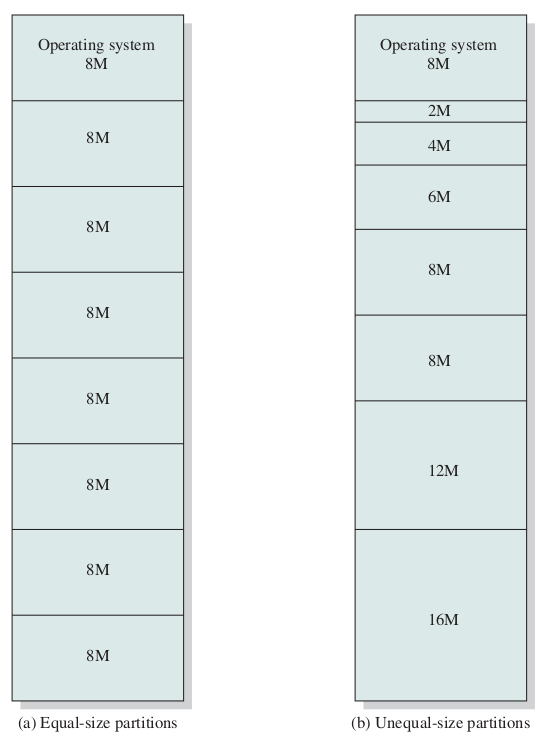 Operating system
8M
8M
8M
8M
8M
8M
8M
8M
(a) Equal-size partitions
Operating system
8M
2M
4M
6M
8M
8M
12M
16M
(b) Unequal-size partitions